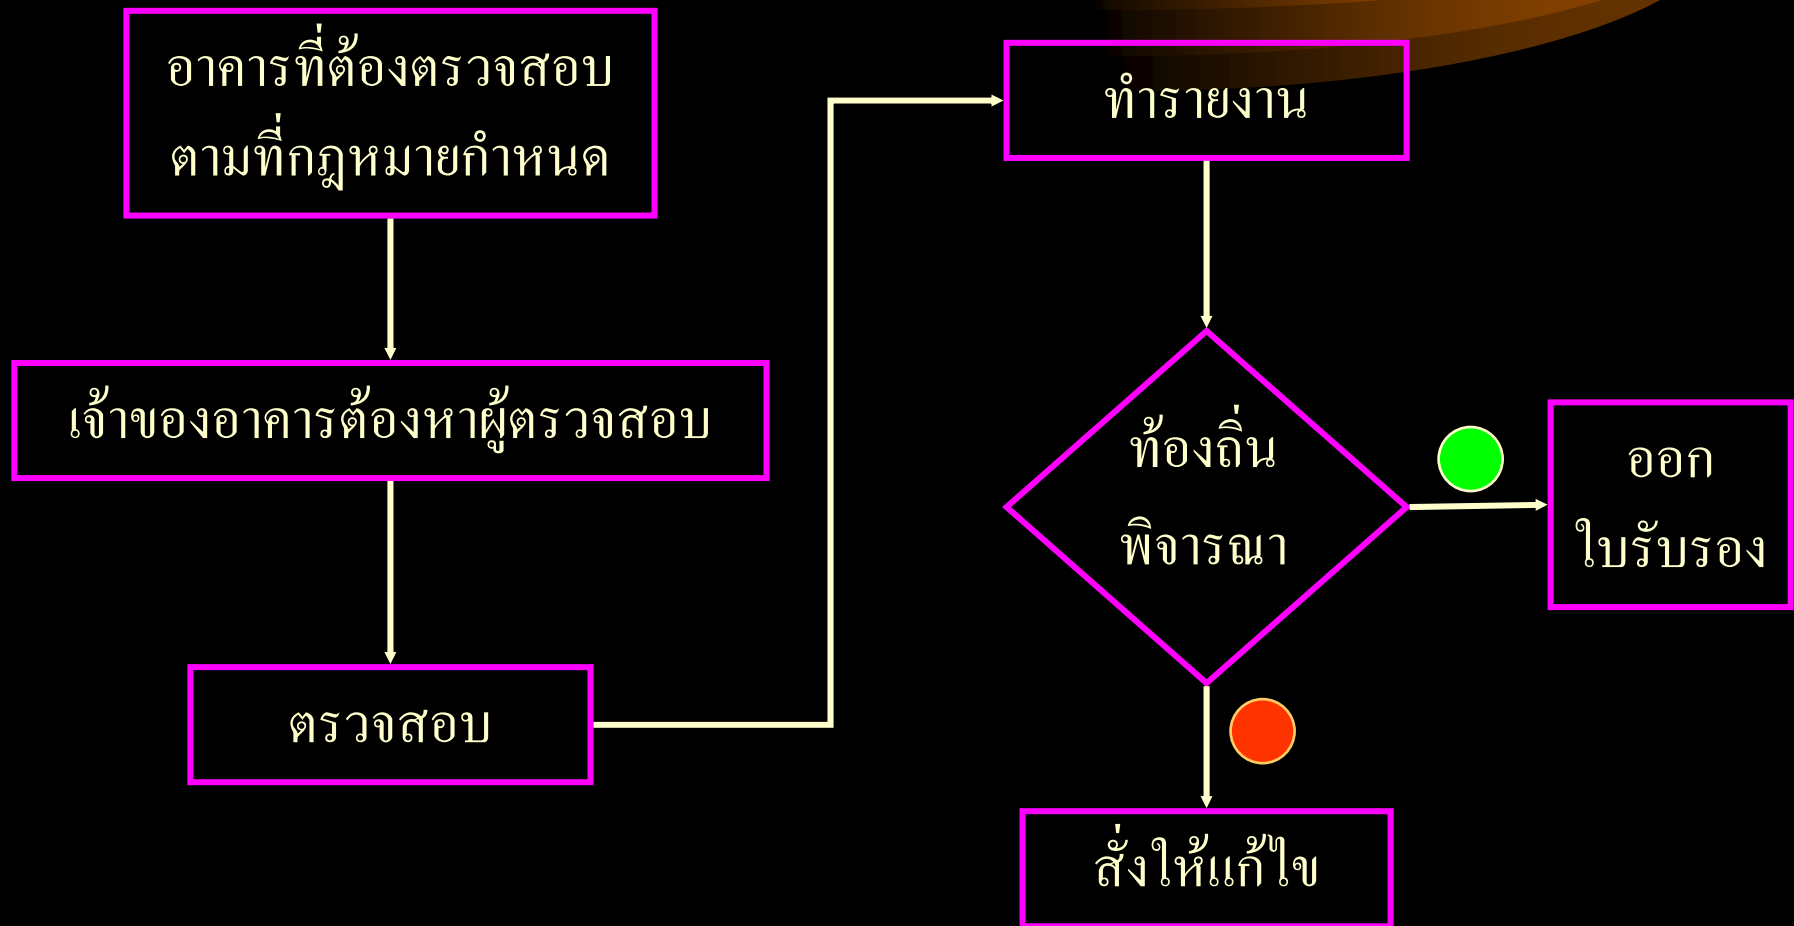 อาคารที่ต้องตรวจสอบ
ตามที่กฎหมายกำหนด
เจ้าของอาคารต้องหาผู้ตรวจสอบ
ตรวจสอบ
ทำรายงาน
ท้องถิ่น
พิจารณา
ออก
ใบรับรอง
สั่งให้แก้ไข